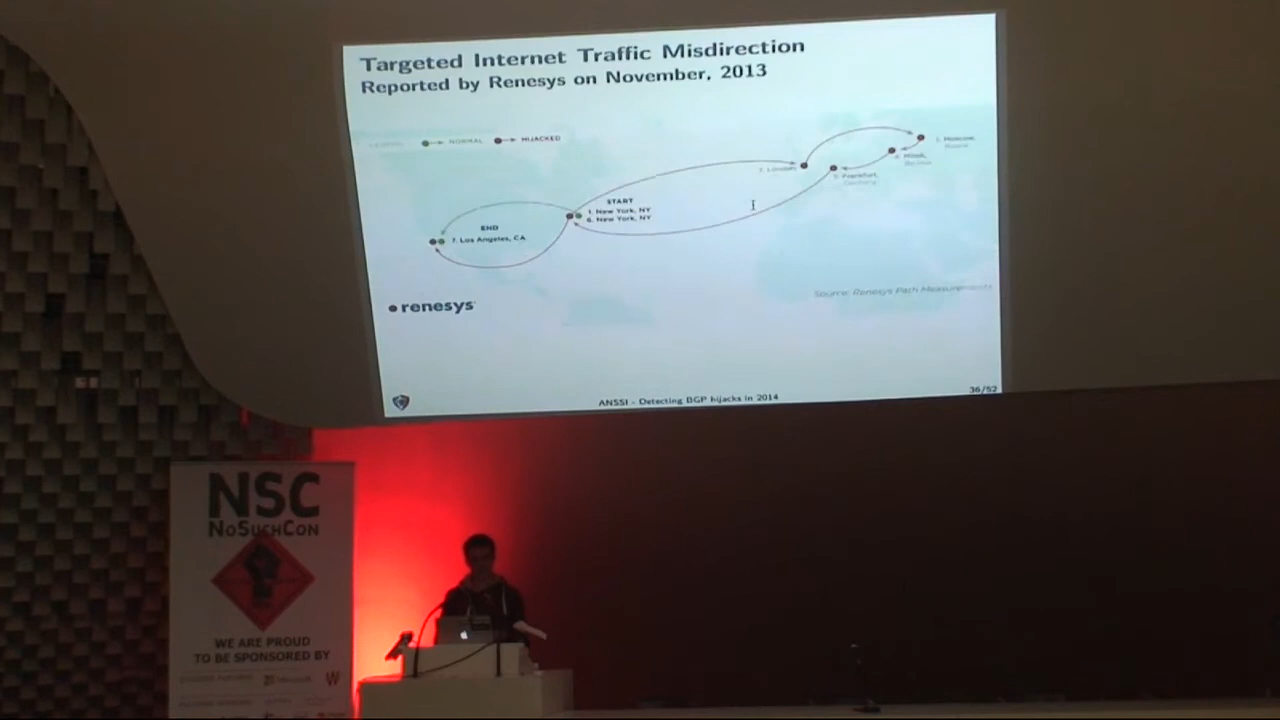 Targeted Internet Traffic Misdirection
Reported by Renesys on November, 2013
NORMAL
HIJACKED
3. Moscow,
4. Minsk,
2. London,
5. Frankfurt,
Germany
START
1. New York, NY
6. New York, NY
END
7. Los Angeles, CA
Source: Renesys Path Measurements
renesys
36/52
ANSSI - Detecting BGP hijacks in 2014
NSC
NoSuchCon
WE ARE PROUD
TO BE SPONSORED BY
Microsoft
W